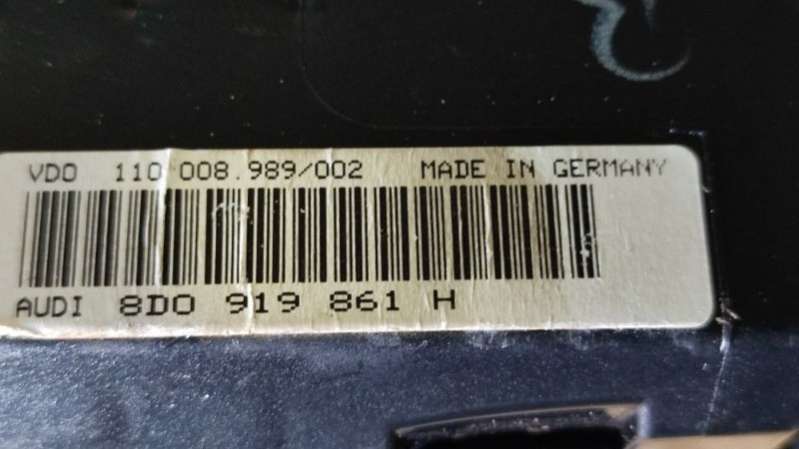 VDO 110 008.989/002 MADE IN GERMANY
AUDI 8D0 919 861 H